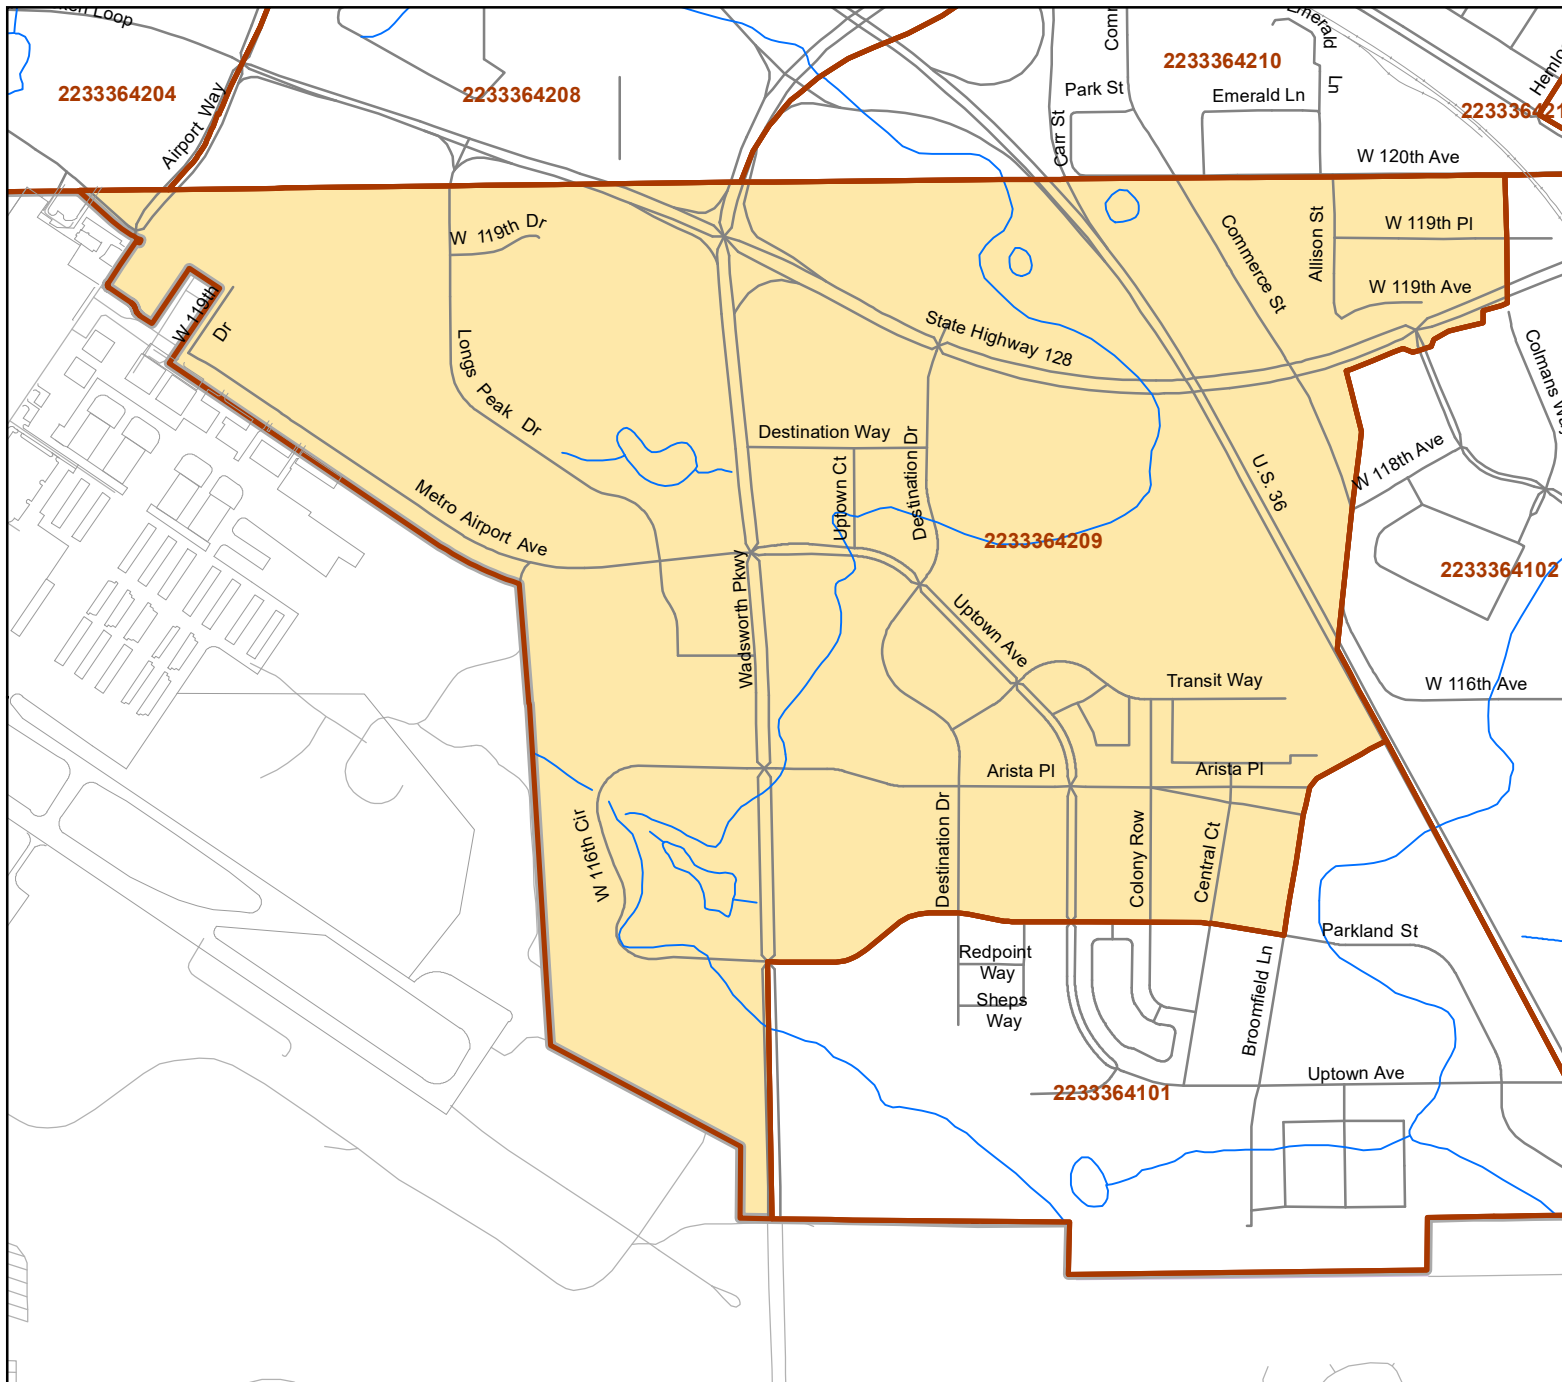 Loop
Emerald
Ln
2233364210
2233364204
2233364208
Airport Way
Park St
Emerald Ln
Carr St
W 120th Ave
W 119th Dr
Allison St
W 119th Pl
Commerce St
W 119th Ave
W 119th
Dr
State Highway 128
Longs Peak Dr
Destination Way
Uptown Ct
Destination Dr
U.S. 36
W 118th Ave
Metro Airport Ave
2233364209
2233364102
Wadsworth Pkwy
Uptown Ave
Transit Way
W 116th Ave
Arista Pl
Arista Pl
W 116th Cir
Destination Dr
Colony Row
Central Ct
Parkland St
Redpoint
Way
Sheps
Way
Broomfield Ln
Uptown Ave
2233364101